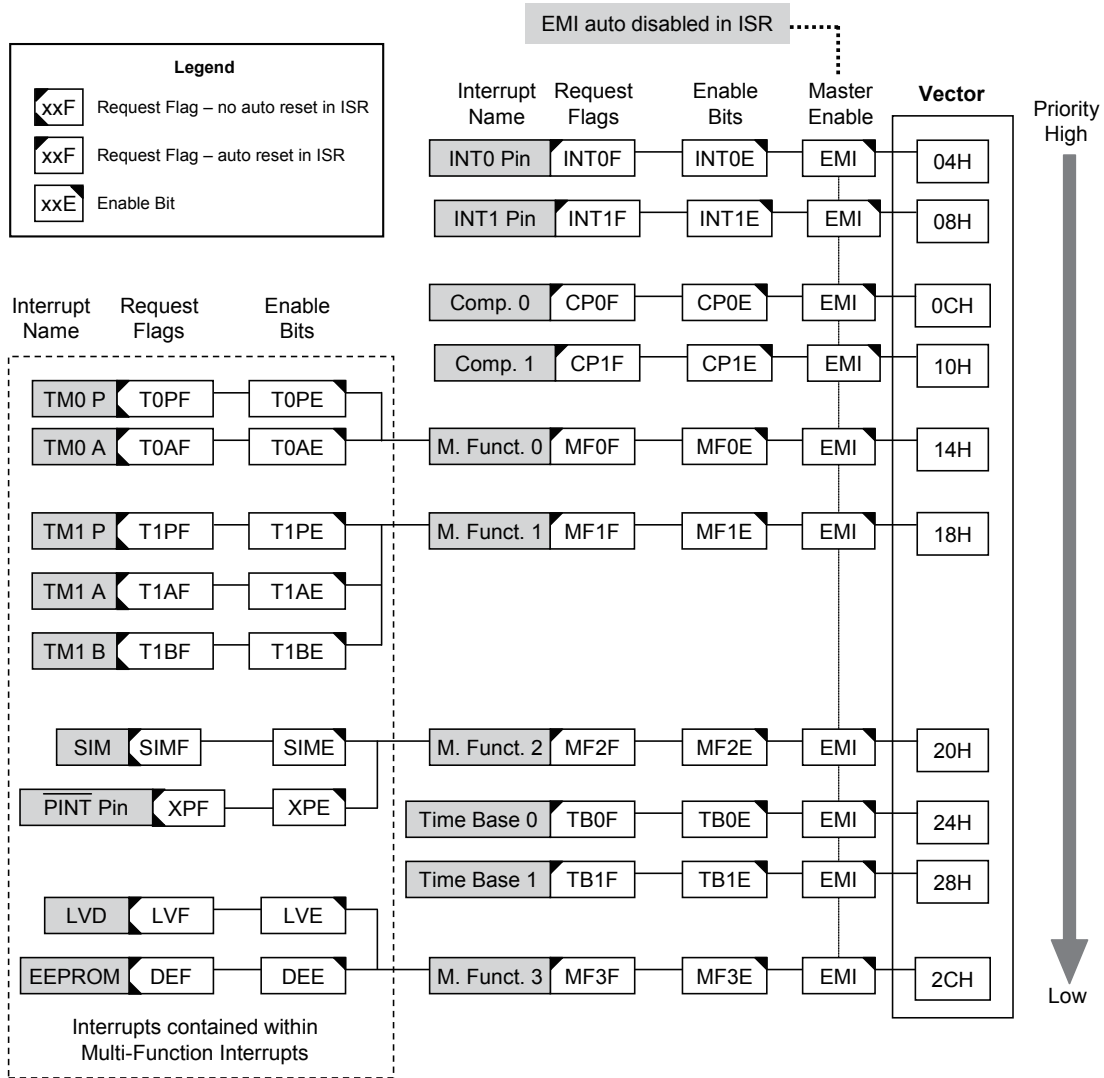 EMI auto disabled in ISR
Legend
xxF Request Flag – no auto reset in ISR
xxF Request Flag – auto reset in ISR
xxE Enable Bit
Interrupt Name Request Flags Enable Bits Master Enable Vector Priority High
INT0 Pin INT0F INT0E EMI 04H
INT1 Pin INT1F INT1E EMI 08H
Comp. 0 CP0F CP0E EMI 0CH
Comp. 1 CP1F CP1E EMI 10H
Interrupt Name Request Flags Enable Bits
TM0 P T0PF T0PE
TM0 A T0AF T0AE M. Funct. 0 MF0F MF0E EMI 14H
TM1 P T1PF T1PE M. Funct. 1 MF1F MF1E EMI 18H
TM1 A T1AF T1AE
TM1 B T1BF T1BE
SIM SIMF SIME M. Funct. 2 MF2F MF2E EMI 20H
PINT Pin XPF XPE
Time Base 0 TB0F TB0E EMI 24H
Time Base 1 TB1F TB1E EMI 28H
LVD LVF LVE
EEPROM DEF DEE M. Funct. 3 MF3F MF3E EMI 2CH
Low
Interrupts contained within
Multi-Function Interrupts